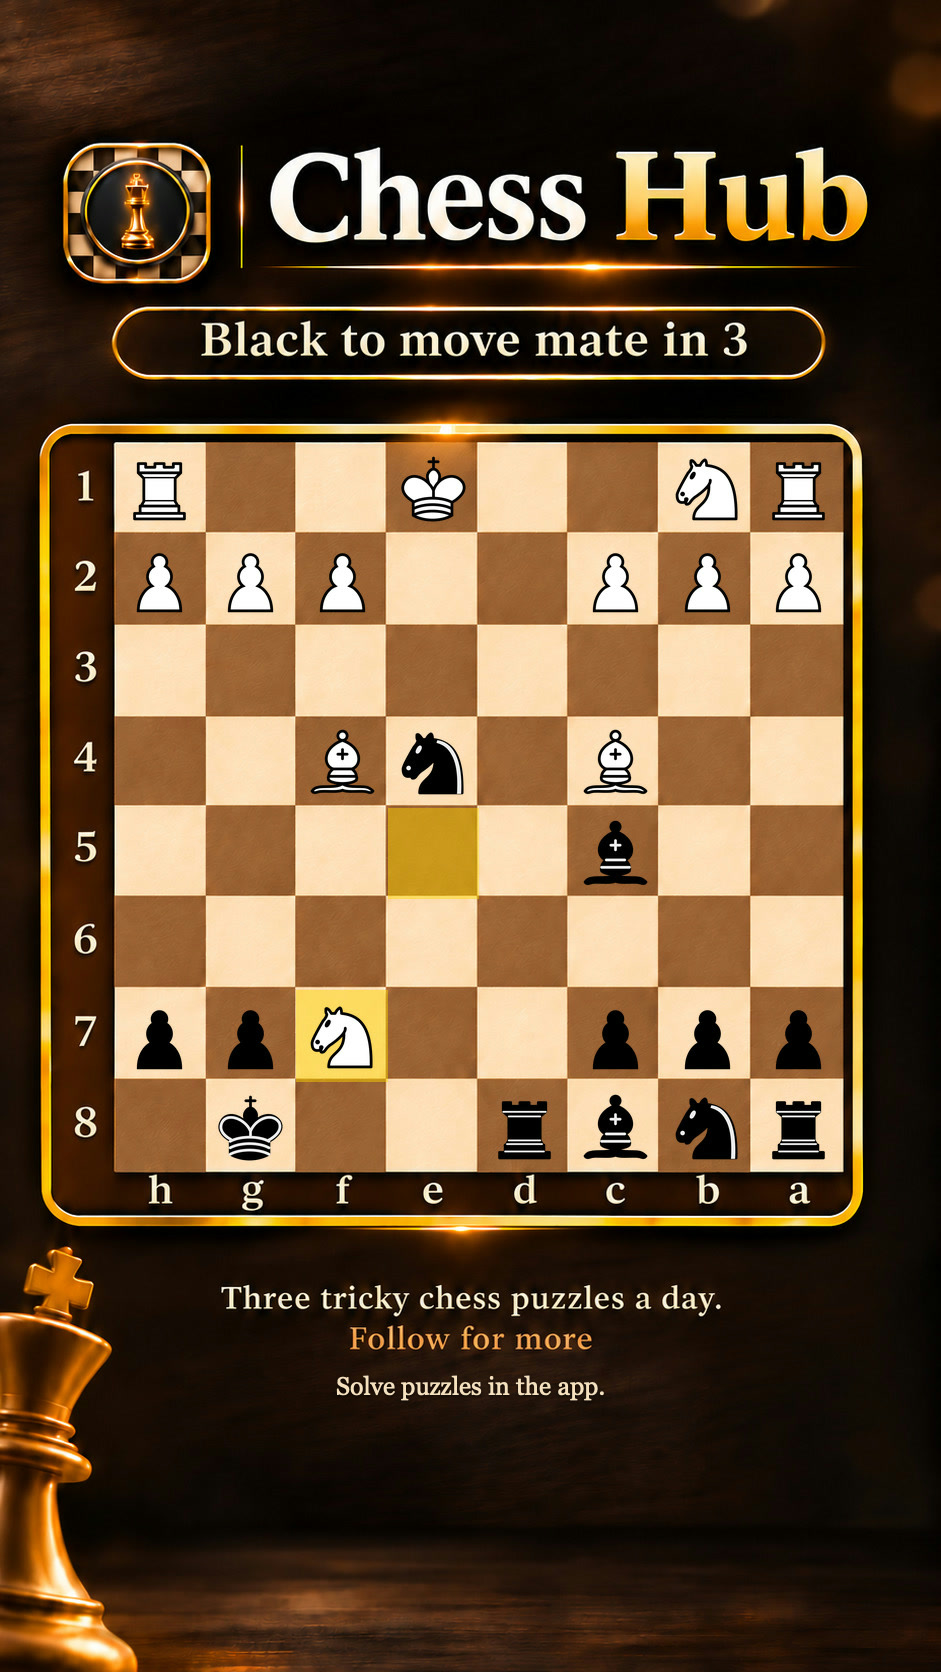 Chess Hub
Black to move mate in 3
1
2
3
4
5
6
7
8
h g f e d c b a
Three tricky chess puzzles a day.
Follow for more
Solve puzzles in the app.